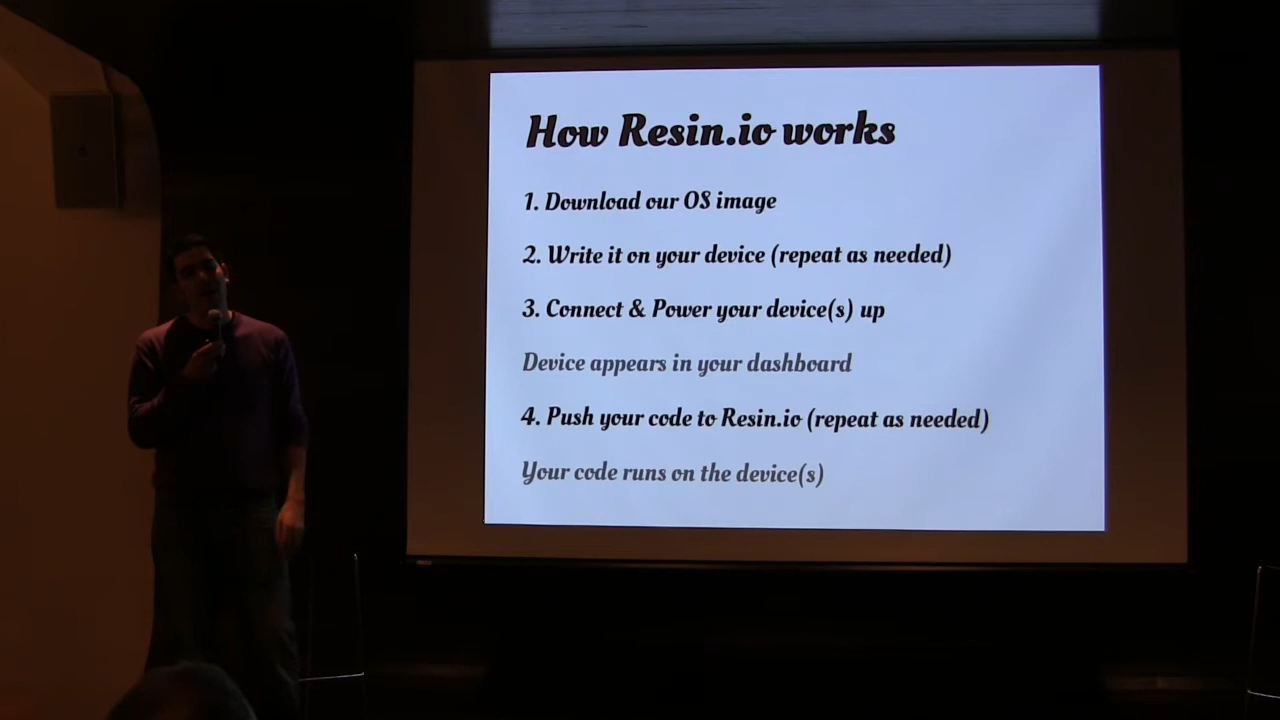 How Resin.io works
1. Download our OS image
2. Write it on your device (repeat as needed)
3. Connect & Power your device(s) up
Device appears in your dashboard
4. Push your code to Resin.io (repeat as needed)
Your code runs on the device(s)